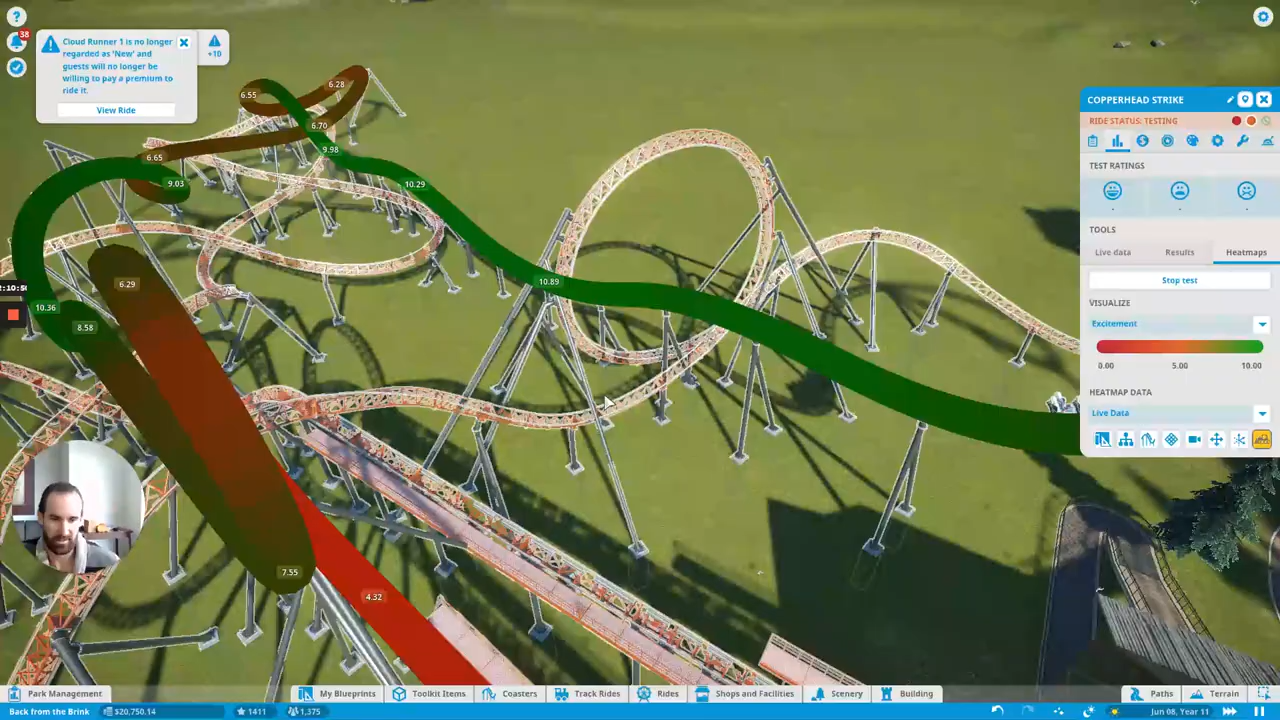 ?
38
Cloud Runner 1 is no longer
regarded as 'New' and
guests will no longer be
willing to pay a premium to
ride it.
+10
View Ride
6.55
6.28
6.70
9.98
6.65
9.03
10.29
10.89
6.29
10.36
8.58
7.55
4.32
COPPERHEAD STRIKE
RIDE STATUS: TESTING
TEST RATINGS
- - -
TOOLS
Live data Results Heatmaps
Stop test
VISUALIZE
Excitement
0.00 5.00 10.00
HEATMAP DATA
Live Data
Park Management My Blueprints Toolkit Items Coasters Track Rides Rides Shops and Facilities Scenery Building Paths Terrain
Back from the Brink $20,750.14 1411 1,375 Jun 08, Year 11